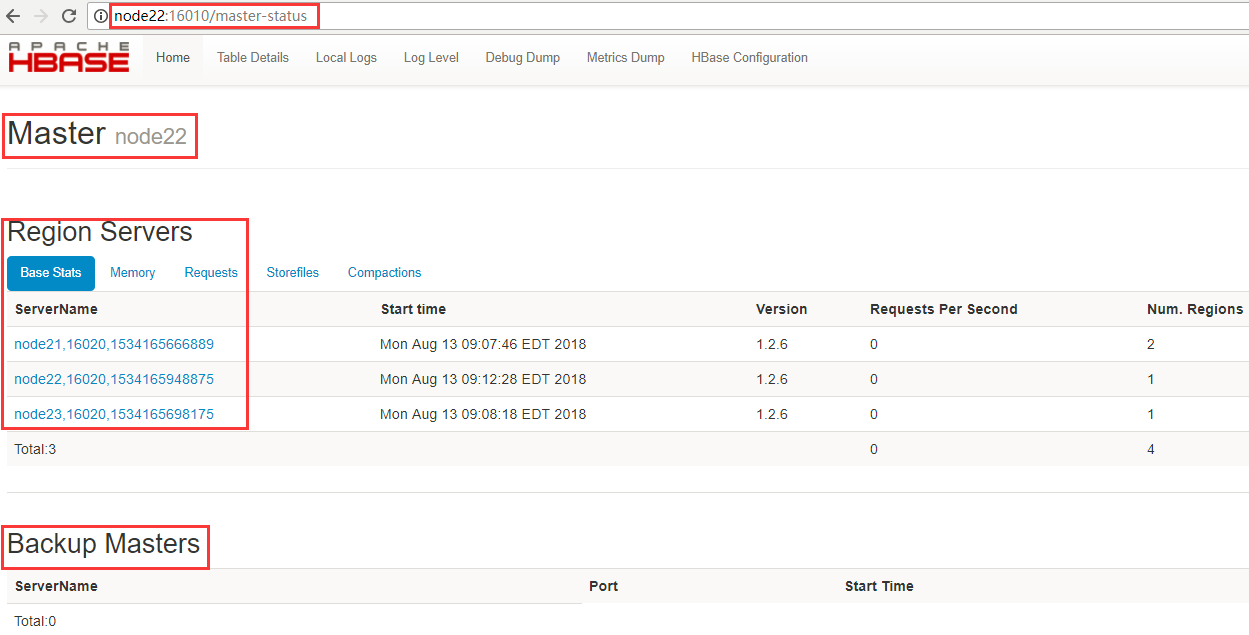 node22:16010/master-status
APACHE
HBASE Home Table Details Local Logs Log Level Debug Dump Metrics Dump HBase Configuration
Master node22
Region Servers
Base Stats Memory Requests Storefiles Compactions
ServerName Start time Version Requests Per Second Num. Regions
node21,16020,1534165666889 Mon Aug 13 09:07:46 EDT 2018 1.2.6 0 2
node22,16020,1534165948875 Mon Aug 13 09:12:28 EDT 2018 1.2.6 0 1
node23,16020,1534165698175 Mon Aug 13 09:08:18 EDT 2018 1.2.6 0 1
Total:3 0 4
Backup Masters
ServerName Port Start Time
Total:0